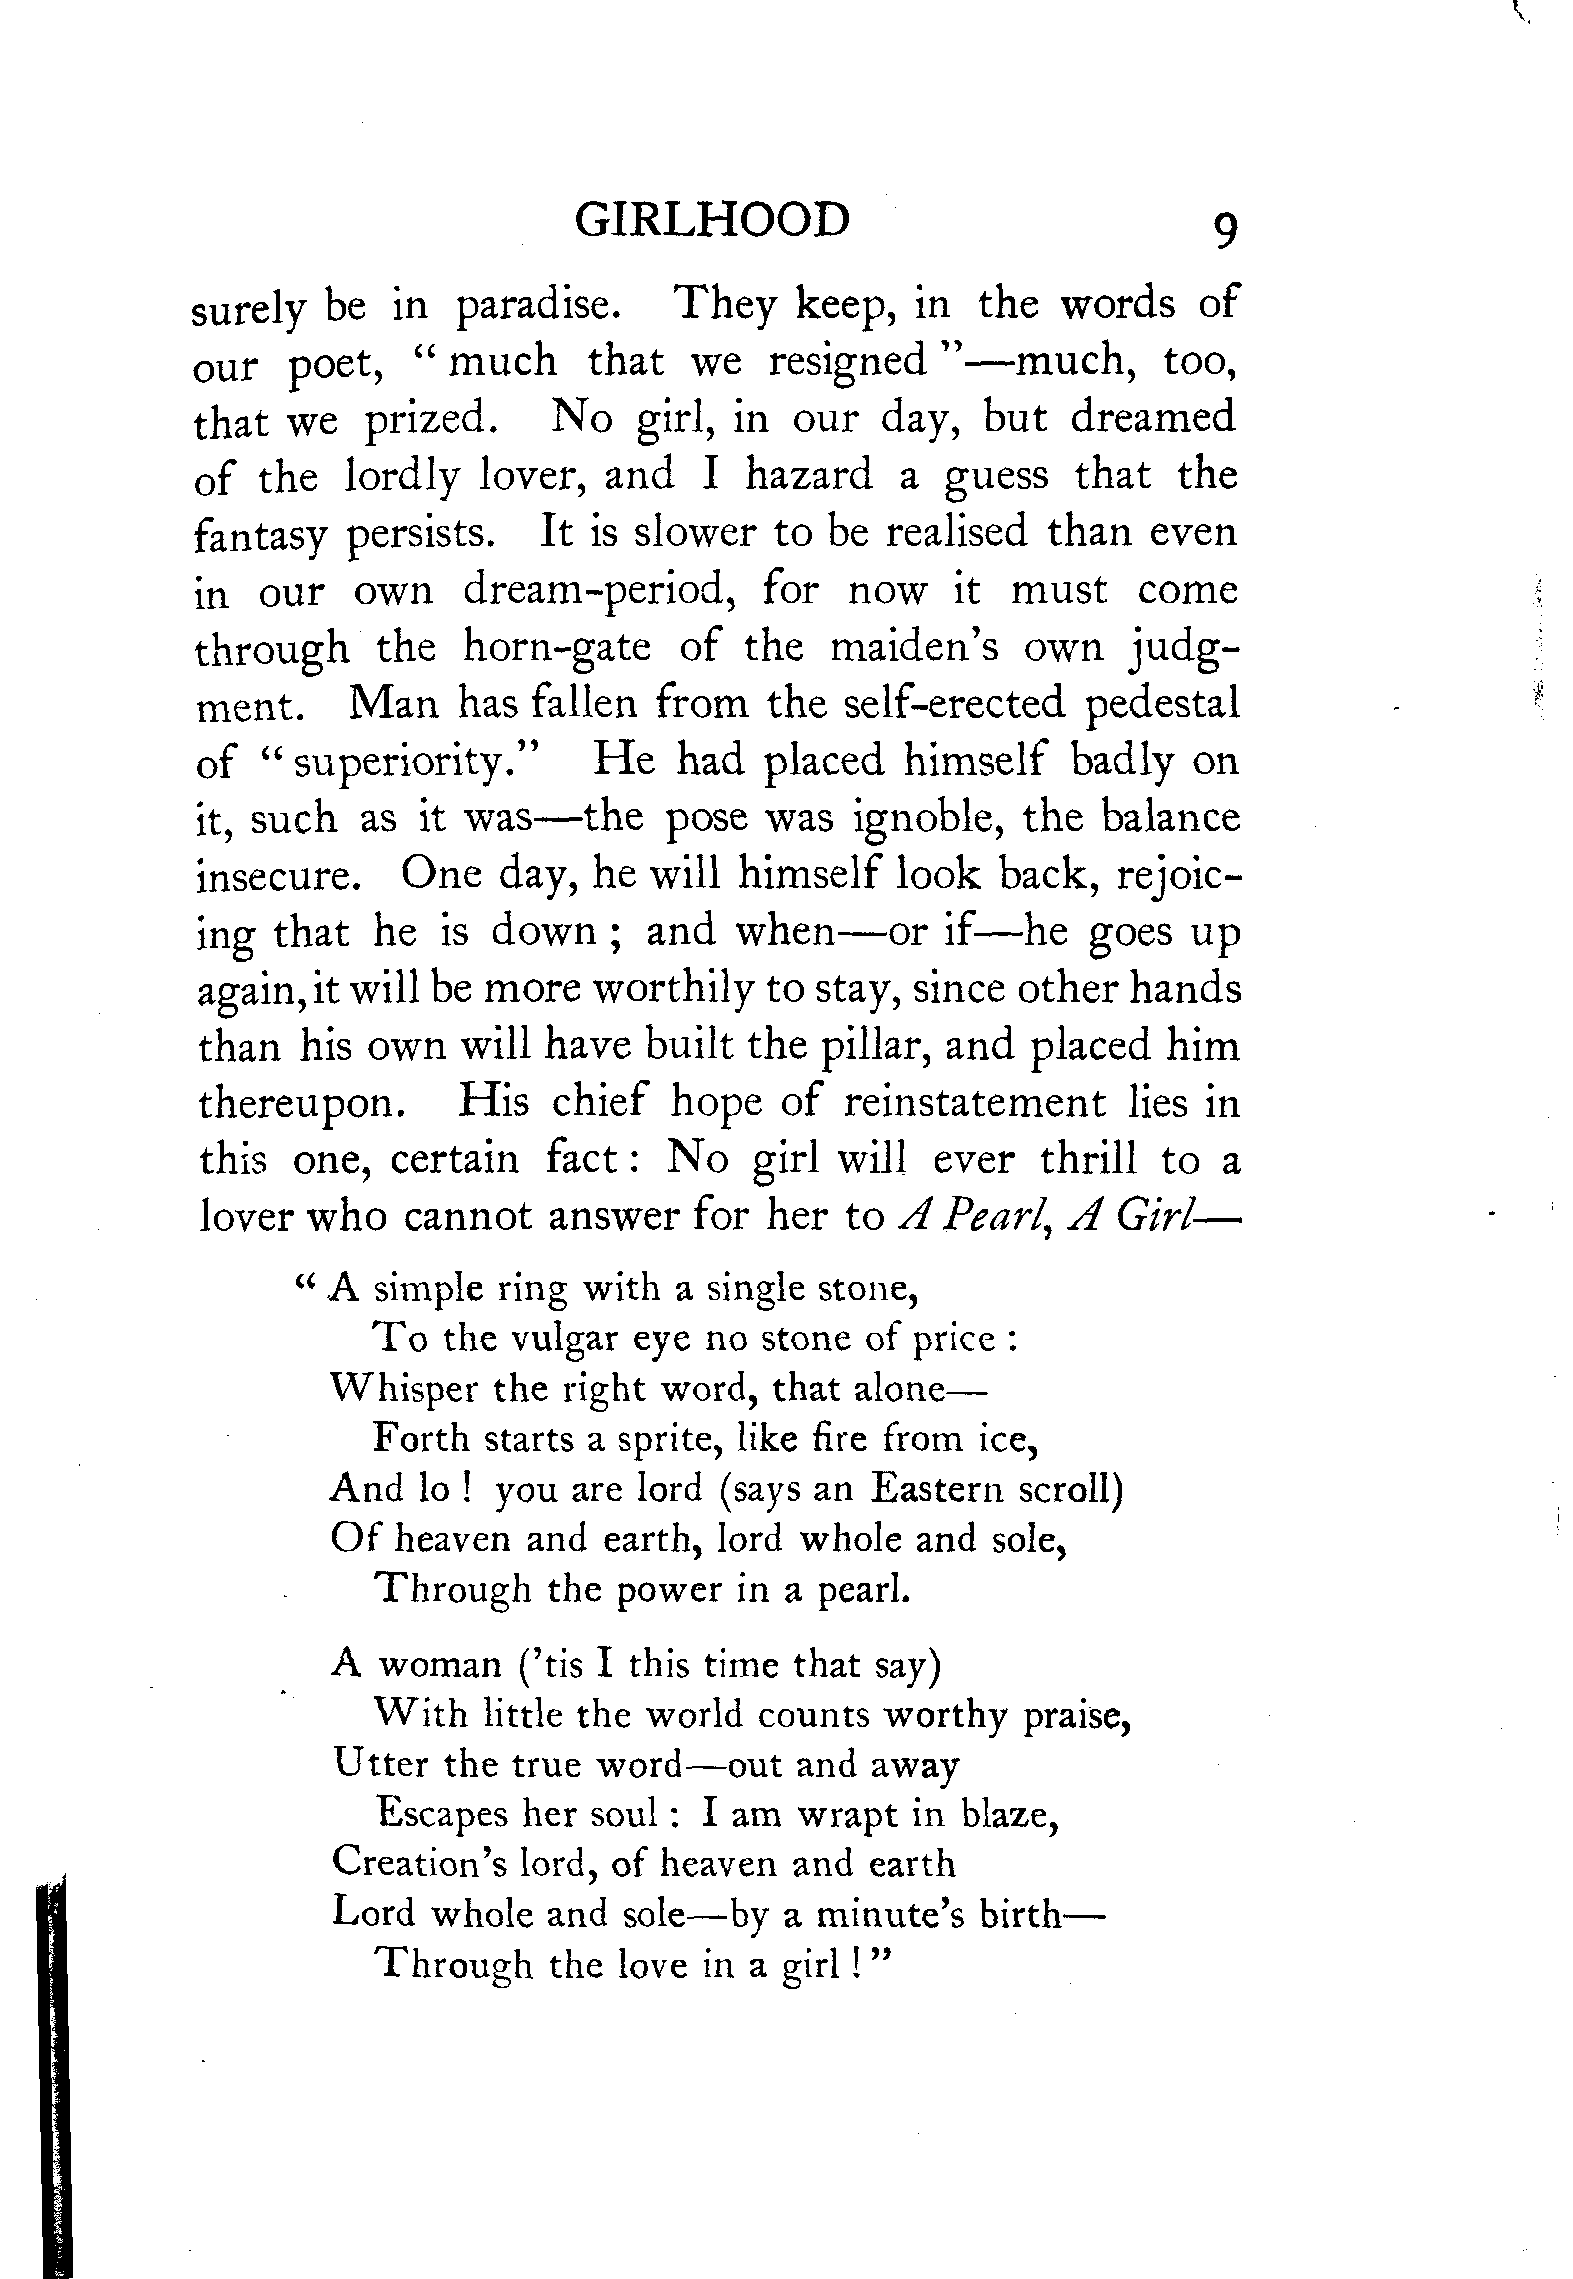 GIRLHOOD 9
surely be in paradise. They keep, in the words of
our poet, “ much that we resigned ”—much, too,
that we prized. No girl, in our day, but dreamed
of the lordly lover, and I hazard a guess that the
fantasy persists. It is slower to be realised than even
in our own dream-period, for now it must come
through the horn-gate of the maiden’s own judg-
ment. Man has fallen from the self-erected pedestal
of “ superiority.” He had placed himself badly on
it, such as it was—the pose was ignoble, the balance
insecure. One day, he will himself look back, rejoic-
ing that he is down ; and when—or if—he goes up
again, it will be more worthily to stay, since other hands
than his own will have built the pillar, and placed him
thereupon. His chief hope of reinstatement lies in
this one, certain fact : No girl will ever thrill to a
lover who cannot answer for her to A Pearl, A Girl—
“ A simple ring with a single stone,
To the vulgar eye no stone of price :
Whisper the right word, that alone—
Forth starts a sprite, like fire from ice,
And lo ! you are lord (says an Eastern scroll)
Of heaven and earth, lord whole and sole,
Through the power in a pearl.
A woman (’tis I this time that say)
With little the world counts worthy praise,
Utter the true word—out and away
Escapes her soul : I am wrapt in blaze,
Creation’s lord, of heaven and earth
Lord whole and sole—by a minute’s birth—
Through the love in a girl ! ”